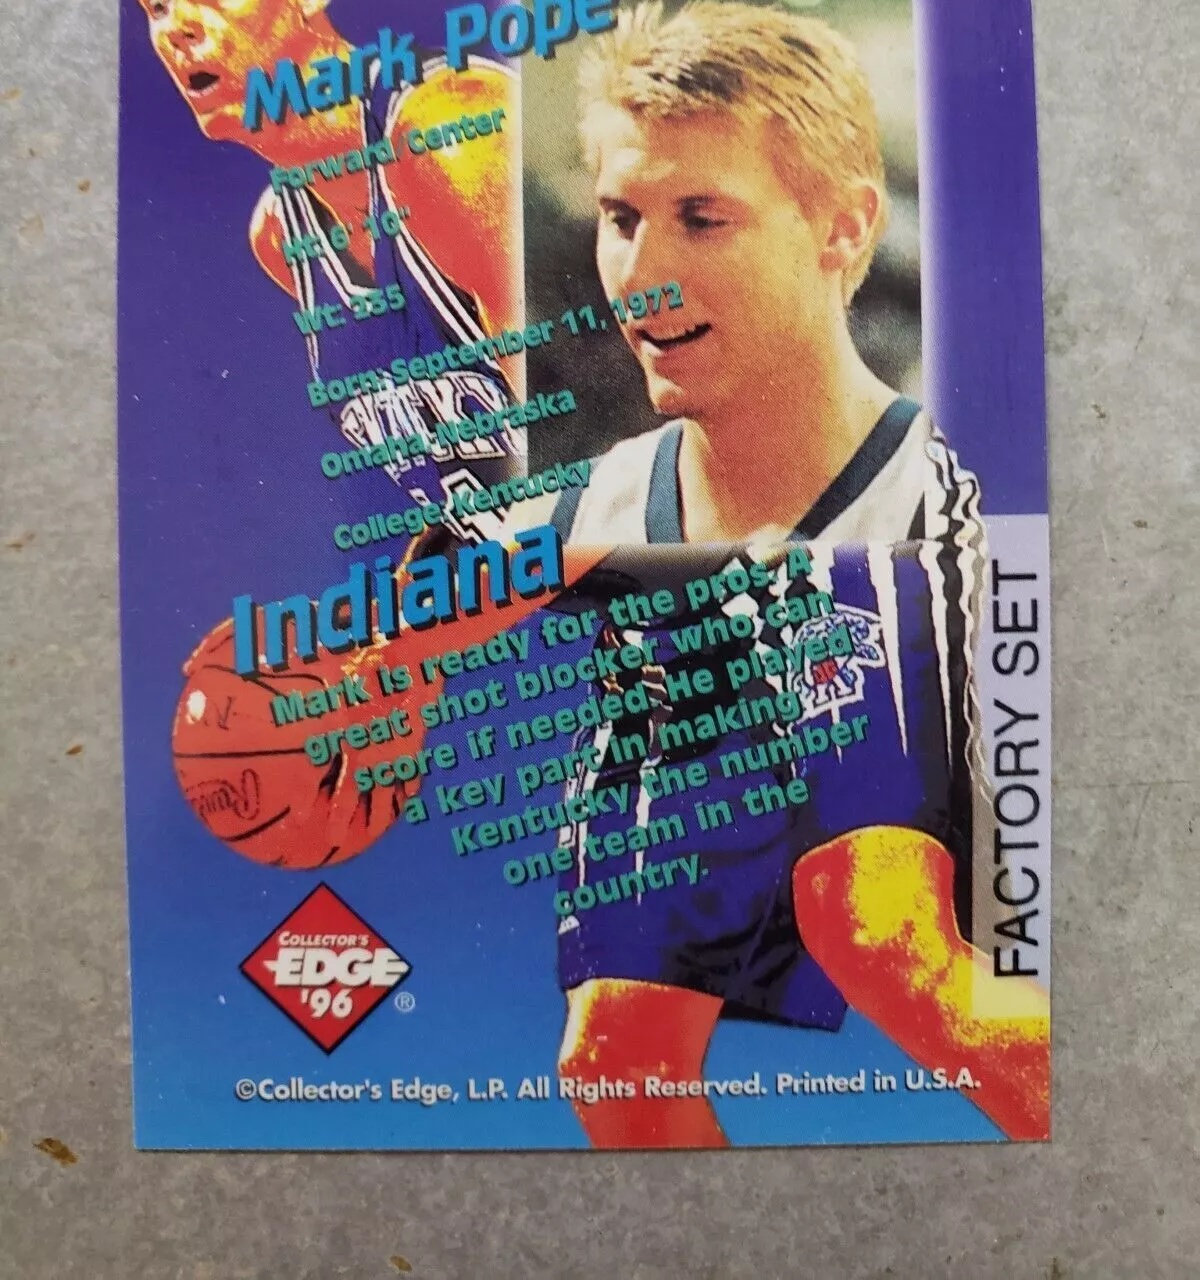 Mark Pope
Forward/Center
Ht: 6' 10"
Wt: 235
Born: September 11, 1972
Omaha, Nebraska
College: Kentucky
Indiana
Mark is ready for the pros. A
great shot blocker who can
score if needed. He played
a key part in making
Kentucky the number
one team in the
country.
FACTORY SET
COLLECTOR'S
EDGE
'96
®
©Collector's Edge, L.P. All Rights Reserved. Printed in U.S.A.